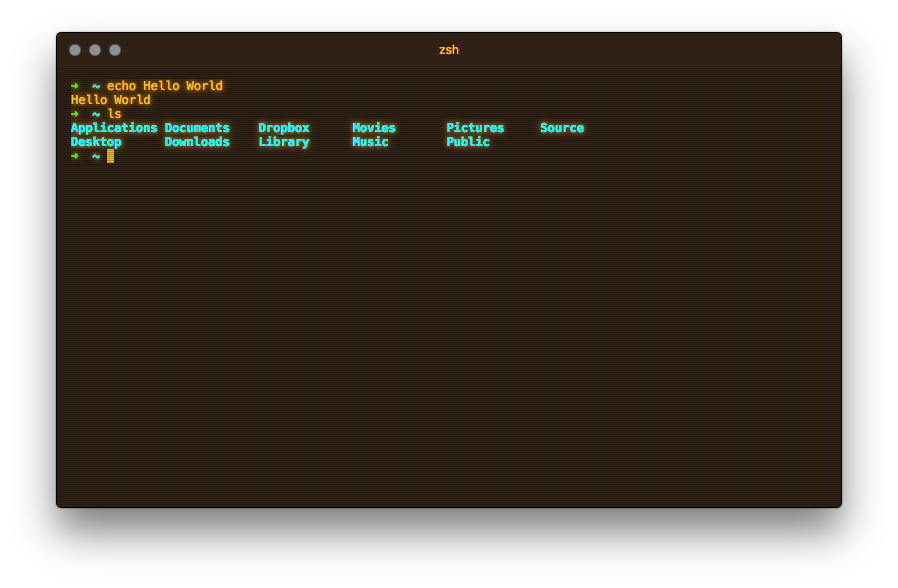 zsh
➜  ~ echo Hello World
Hello World
➜  ~ ls
Applications Documents    Dropbox      Movies       Pictures     Source
Desktop      Downloads    Library      Music        Public
➜  ~